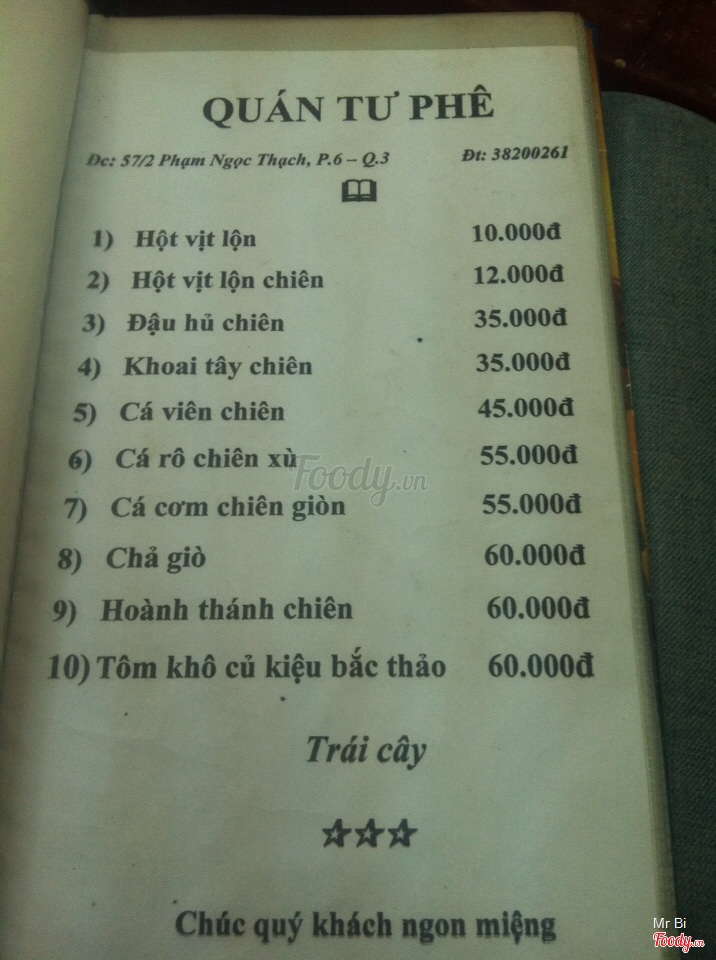 QUÁN TƯ PHÊ
Đc: 57/2 Phạm Ngọc Thạch, P.6 – Q.3 Đt: 38200261
1) Hột vịt lộn 10.000đ
2) Hột vịt lộn chiên 12.000đ
3) Đậu hủ chiên 35.000đ
4) Khoai tây chiên 35.000đ
5) Cá viên chiên 45.000đ
6) Cá rô chiên xù 55.000đ
7) Cá cơm chiên giòn 55.000đ
8) Chả giò 60.000đ
9) Hoành thánh chiên 60.000đ
10) Tôm khô củ kiệu bắc thảo 60.000đ
Trái cây
Chúc quý khách ngon miệng
Foody.vn
Mr Bi
Foody.vn